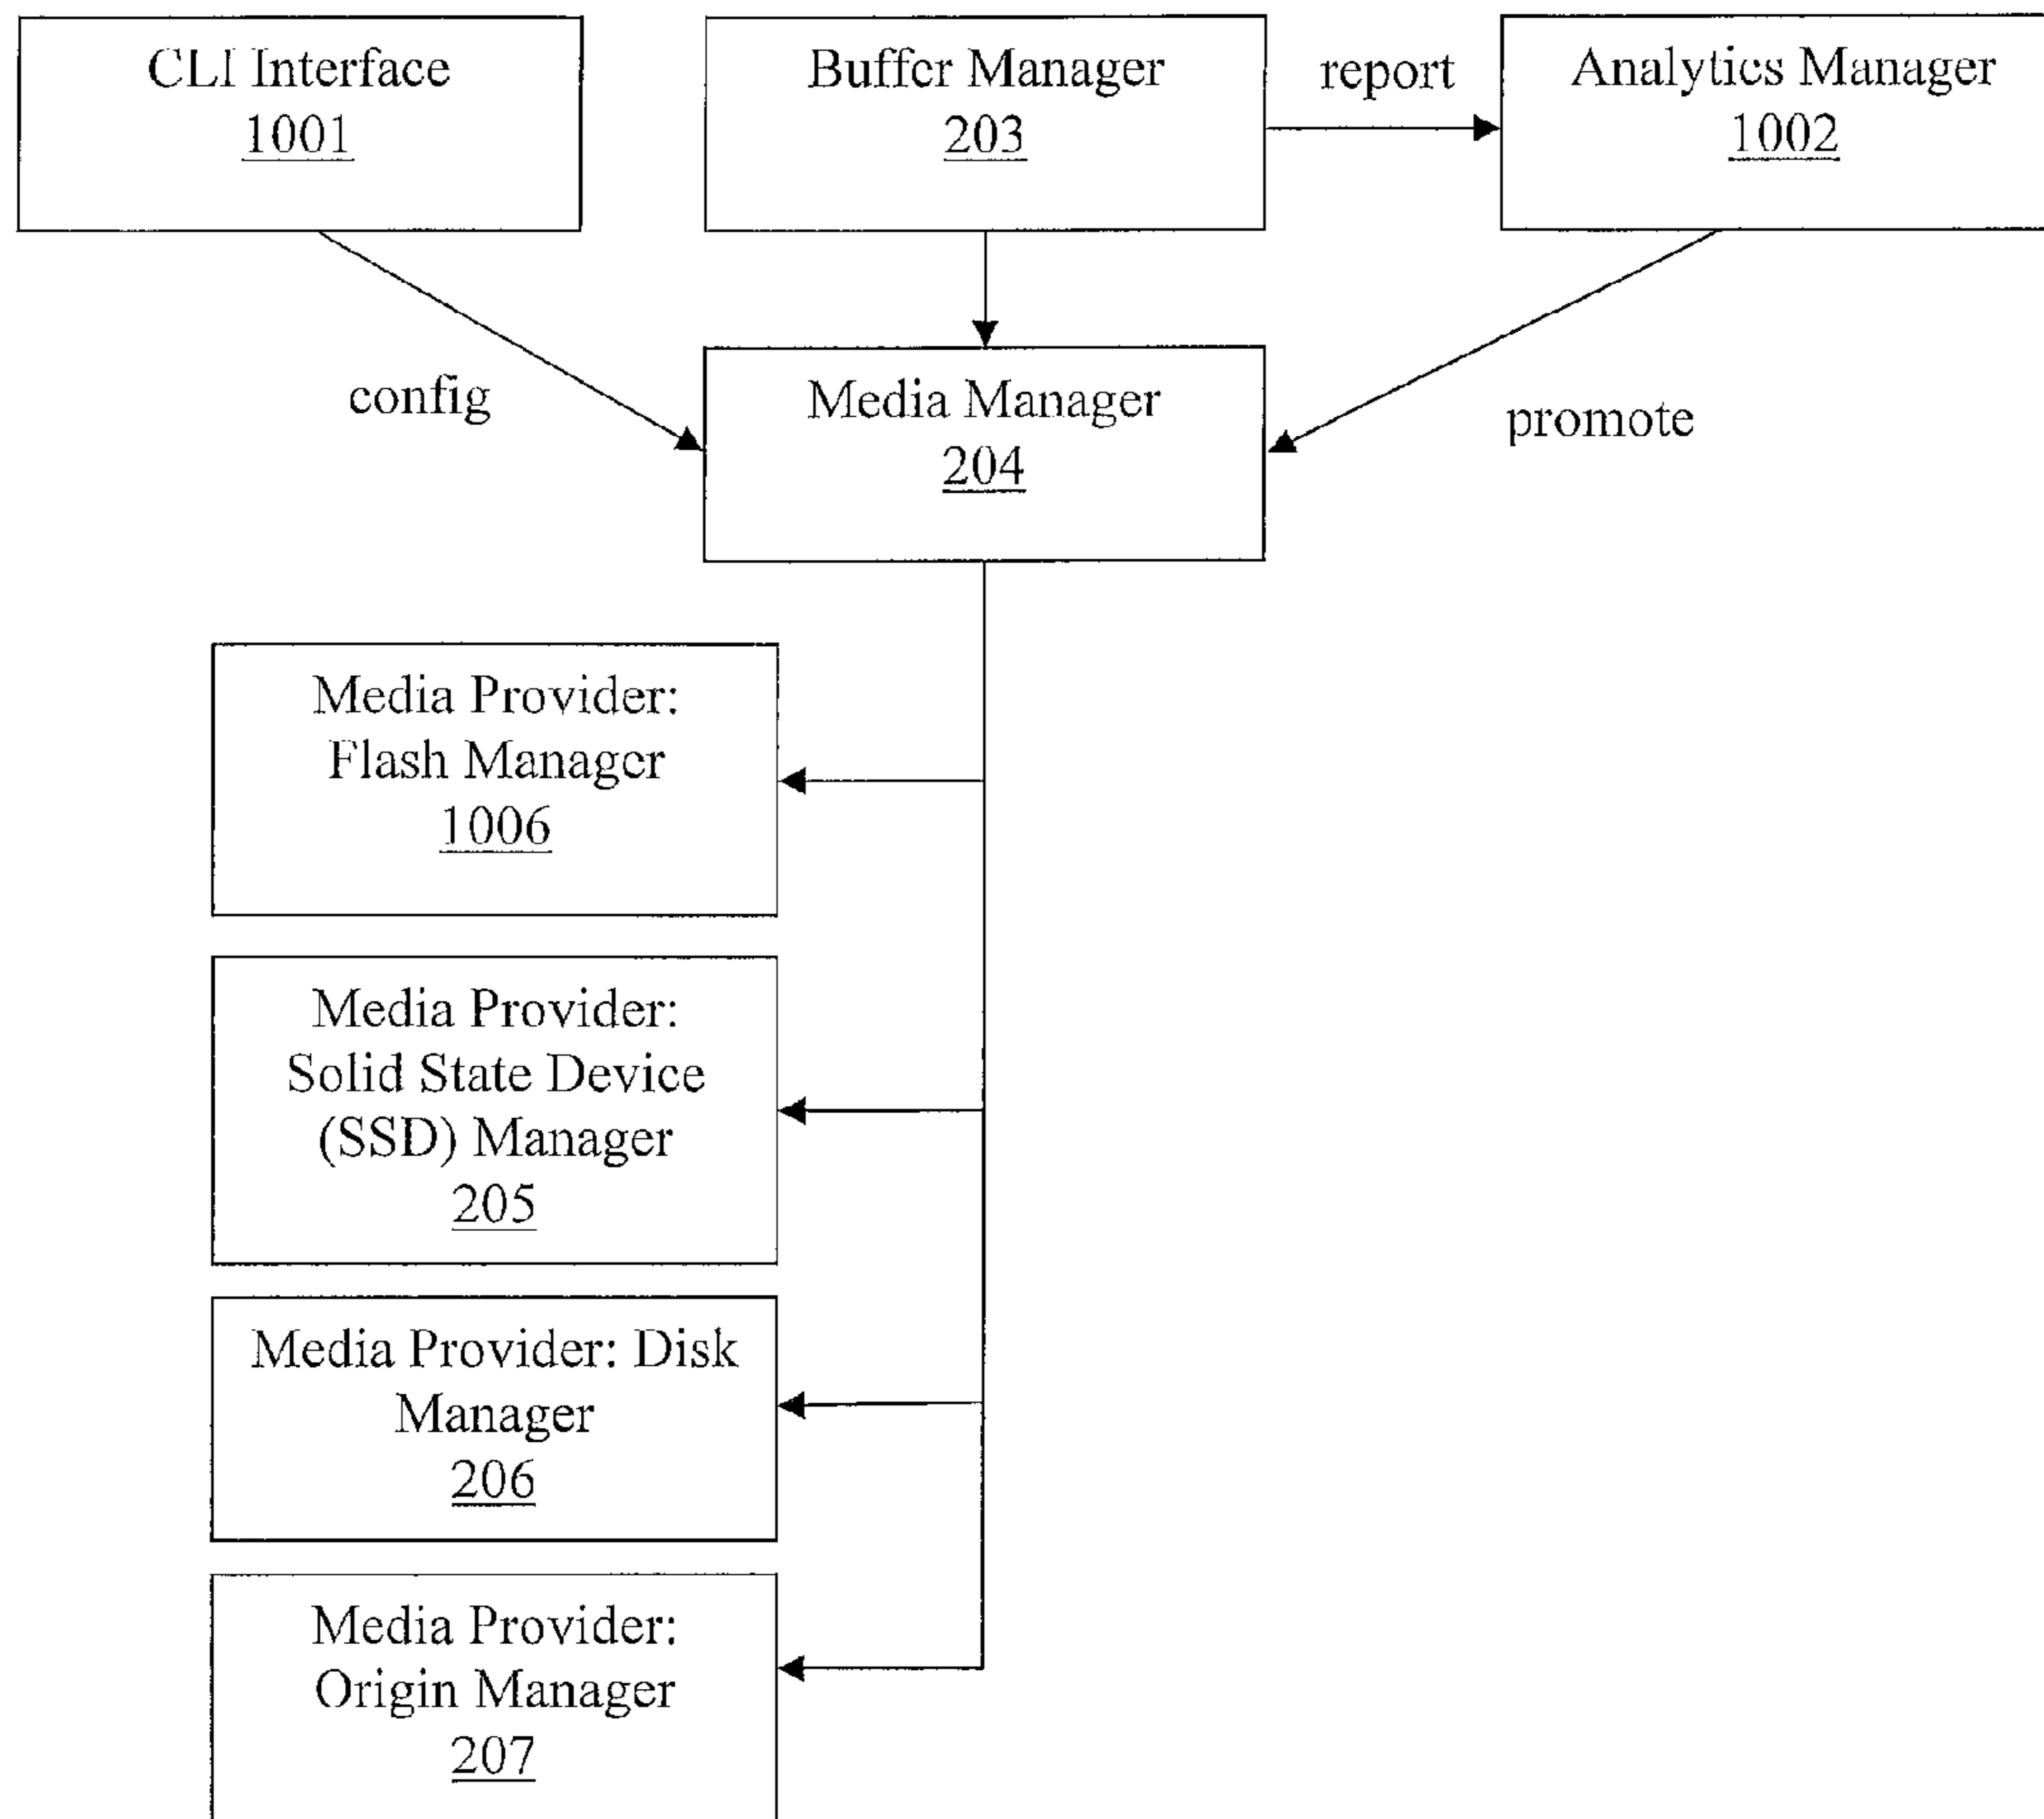 CLI Interface
1001
Buffer Manager
203
report
Analytics Manager
1002
config
Media Manager
204
promote
Media Provider:
Flash Manager
1006
Media Provider:
Solid State Device
(SSD) Manager
205
Media Provider: Disk
Manager
206
Media Provider:
Origin Manager
207